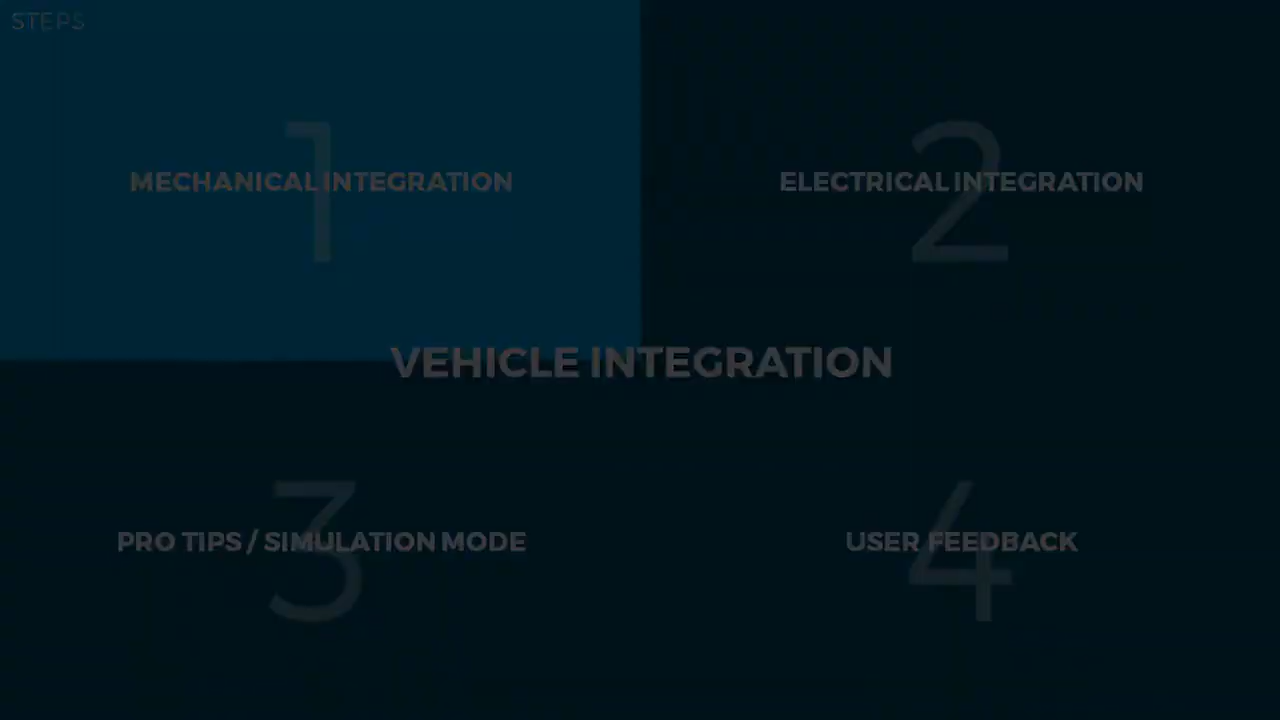 STEPS
1
MECHANICAL INTEGRATION
2
ELECTRICAL INTEGRATION
VEHICLE INTEGRATION
3
PRO TIPS / SIMULATION MODE
4
USER FEEDBACK